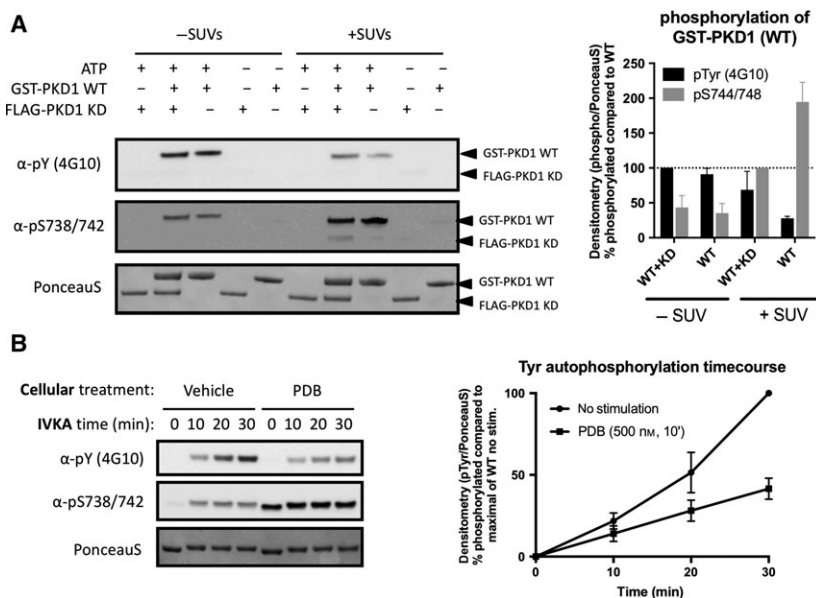 A
–SUVs +SUVs
ATP + + + – – + + + – –
GST-PKD1 WT – + + – + – + + – +
FLAG-PKD1 KD + + – + – + + – + –
α-pY (4G10)
GST-PKD1 WT
FLAG-PKD1 KD
α-pS738/742
GST-PKD1 WT
FLAG-PKD1 KD
PonceauS
GST-PKD1 WT
FLAG-PKD1 KD
phosphorylation of
GST-PKD1 (WT)
pTyr (4G10)
pS744/748
Densitometry (phospho/PonceauS)
% phosphorylated compared to WT
250
200
150
100
50
0
WT+KD WT WT+KD WT
– SUV + SUV
B
Cellular treatment: Vehicle PDB
IVKA time (min): 0 10 20 30 0 10 20 30
α-pY (4G10)
α-pS738/742
PonceauS
Tyr autophosphorylation timecourse
No stimulation
PDB (500 nM, 10')
Densitometry (pTyr/PonceauS)
% phosphorylated compared to
maximal of WT no stim.
100
50
0
0 10 20 30
Time (min)